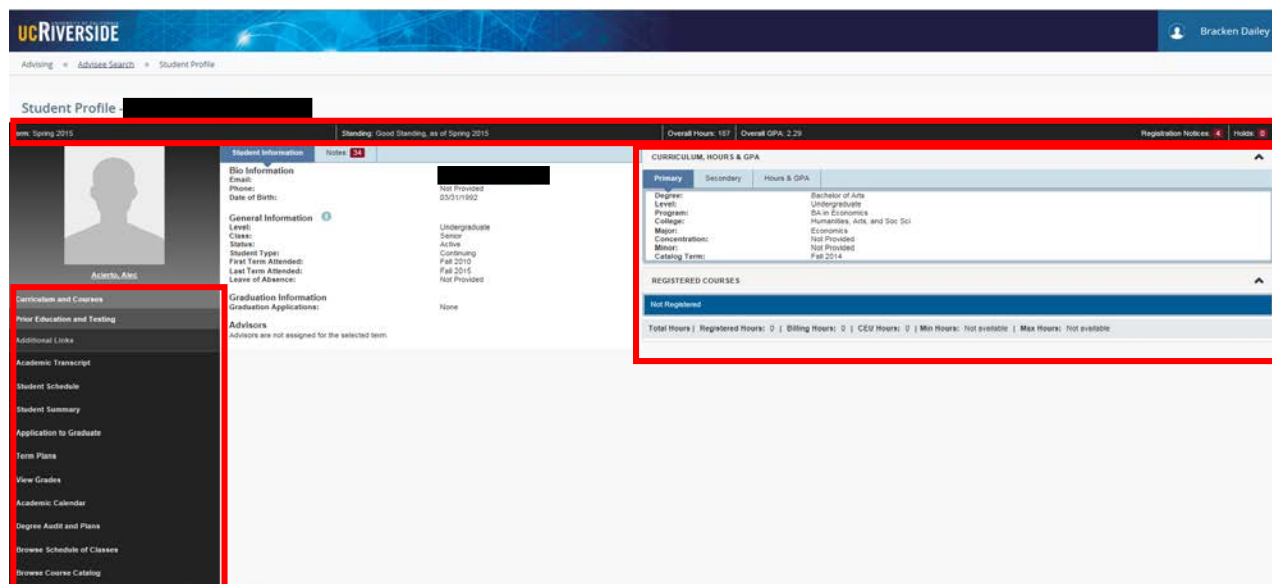 UNIVERSITY OF CALIFORNIA
UCRIVERSIDE
Bracken Dailey
Advising Advisee Search Student Profile
Student Profile -
Term: Spring 2015 Standing: Good Standing, as of Spring 2015 Overall Hours: 187 Overall GPA: 2.29 Registration Notices: 4 Holds: 0
Acierto, Alec
Curriculum and Courses
Prior Education and Testing
Additional Links
Academic Transcript
Student Schedule
Student Summary
Application to Graduate
Term Plans
View Grades
Academic Calendar
Degree Audit and Plans
Browse Schedule of Classes
Browse Course Catalog
Student Information Notes: 34
Bio Information
Email:
Phone: Not Provided
Date of Birth: 03/31/1992
General Information
Level: Undergraduate
Class: Senior
Status: Active
Student Type: Continuing
First Term Attended: Fall 2010
Last Term Attended: Fall 2015
Leave of Absence: Not Provided
Graduation Information
Graduation Applications: None
Advisors
Advisors are not assigned for the selected term.
CURRICULUM, HOURS & GPA
Primary Secondary Hours & GPA
Degree: Bachelor of Arts
Level: Undergraduate
Program: BA in Economics
College: Humanities, Arts, and Soc Sci
Major: Economics
Concentration: Not Provided
Minor: Not Provided
Catalog Term: Fall 2014
REGISTERED COURSES
Not Registered
Total Hours | Registered Hours: 0 | Billing Hours: 0 | CEU Hours: 0 | Min Hours: Not available | Max Hours: Not available